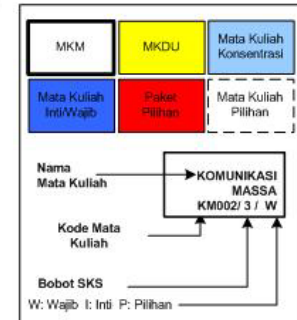 MKM
MKDU
Mata Kuliah
Konsentrasi
Mata Kuliah
Inti/Wajib
Paket
Pilihan
Mata Kuliah
Pilihan
Nama
Mata Kuliah
KOMUNIKASI
MASSA
KM002/ 3 / W
Kode Mata
Kuliah
Bobot SKS
W: Wajib I: Inti P: Pilihan